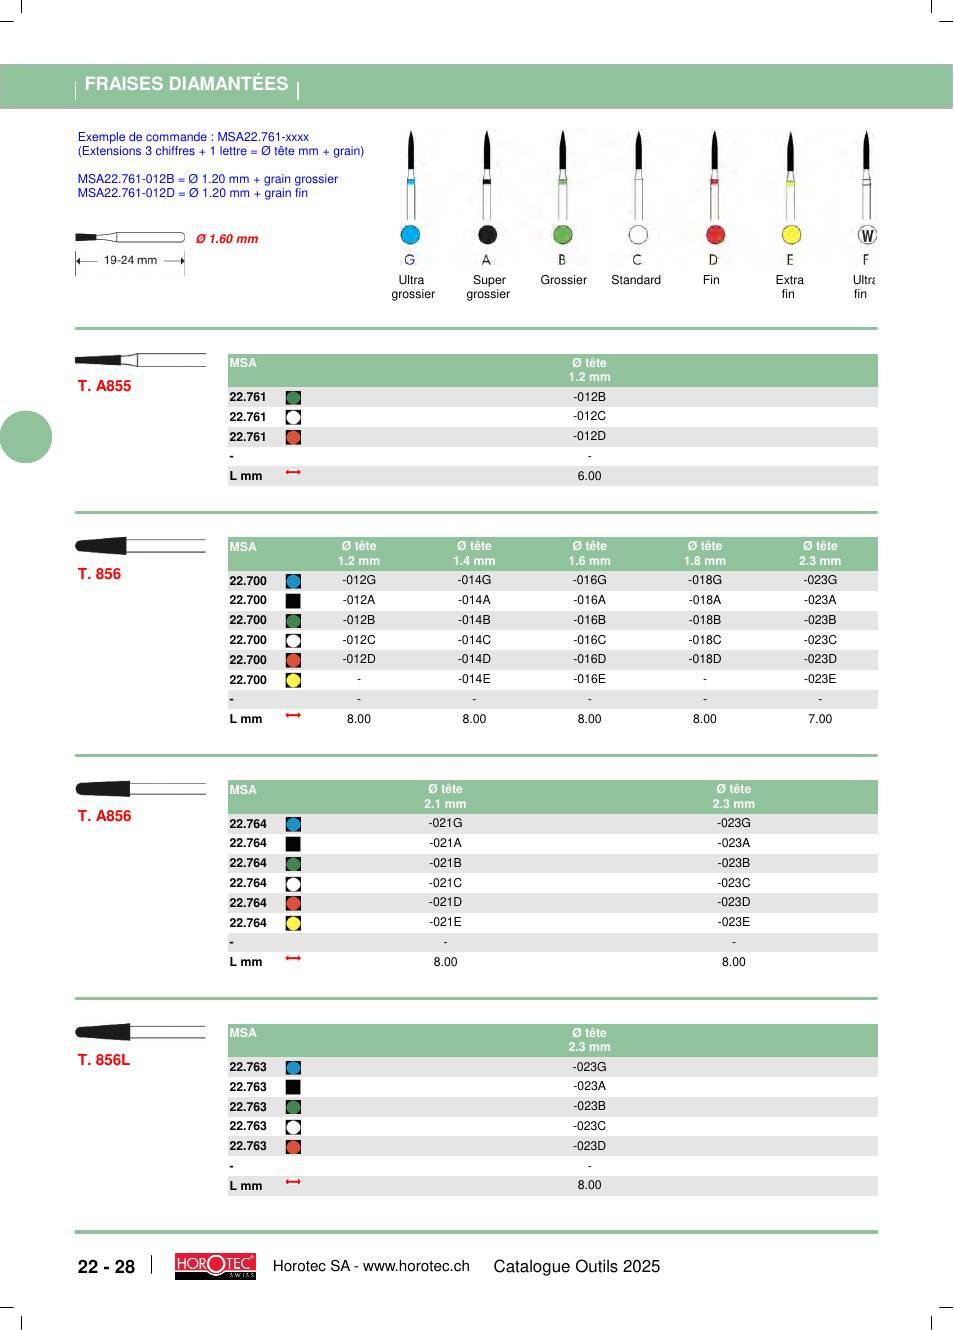 FRAISES DIAMANTÉES
Exemple de commande : MSA22.761-xxxx
(Extensions 3 chiffres + 1 lettre = Ø tête mm + grain)
MSA22.761-012B = Ø 1.20 mm + grain grossier
MSA22.761-012D = Ø 1.20 mm + grain fin
Ø 1.60 mm
19-24 mm
W
G A B C D E F
Ultra grossier
Super grossier
Grossier
Standard
Fin
Extra fin
Ultra fin
T. A855
MSA Ø tête 1.2 mm
22.761 -012B
22.761 -012C
22.761 -012D
- -
L mm 6.00
T. 856
MSA Ø tête 1.2 mm Ø tête 1.4 mm Ø tête 1.6 mm Ø tête 1.8 mm Ø tête 2.3 mm
22.700 -012G -014G -016G -018G -023G
22.700 -012A -014A -016A -018A -023A
22.700 -012B -014B -016B -018B -023B
22.700 -012C -014C -016C -018C -023C
22.700 -012D -014D -016D -018D -023D
22.700 - -014E -016E - -023E
- - - - - -
L mm 8.00 8.00 8.00 8.00 7.00
T. A856
MSA Ø tête 2.1 mm Ø tête 2.3 mm
22.764 -021G -023G
22.764 -021A -023A
22.764 -021B -023B
22.764 -021C -023C
22.764 -021D -023D
22.764 -021E -023E
- - -
L mm 8.00 8.00
T. 856L
MSA Ø tête 2.3 mm
22.763 -023G
22.763 -023A
22.763 -023B
22.763 -023C
22.763 -023D
- -
L mm 8.00
22 - 28 HOROTEC SWISS Horotec SA - www.horotec.ch Catalogue Outils 2025